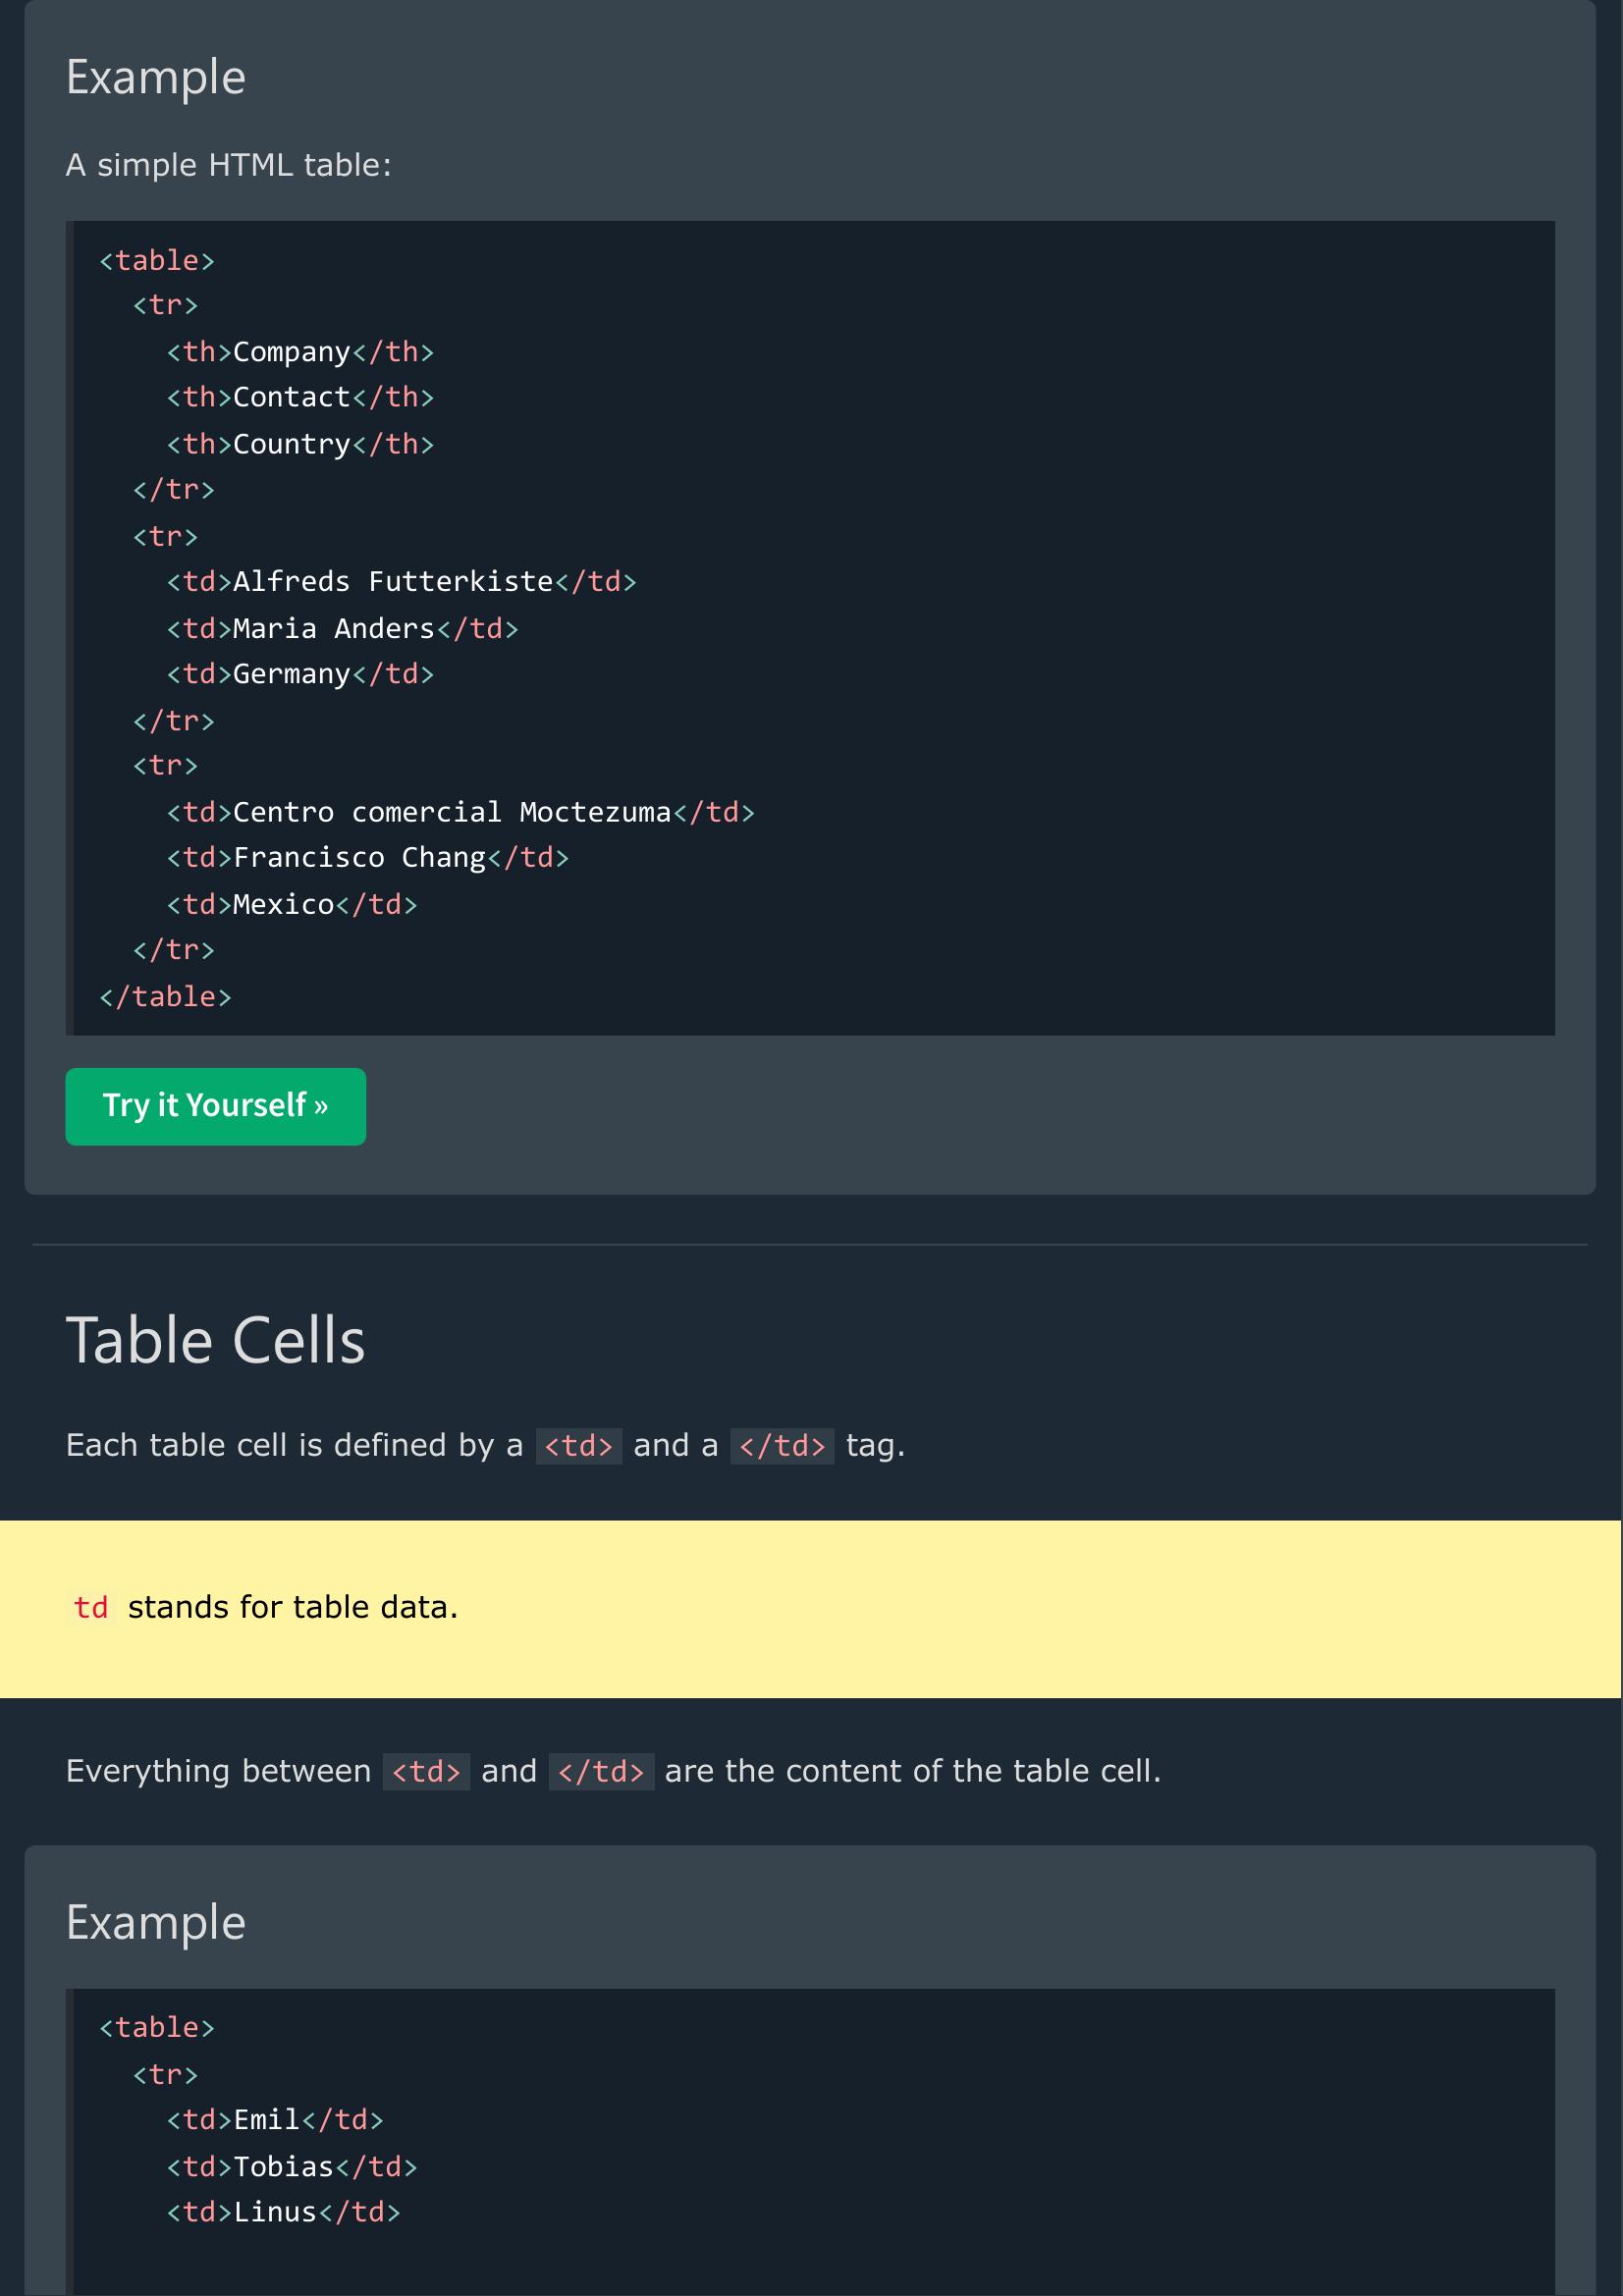 Example
A simple HTML table:
<table>
  <tr>
    <th>Company</th>
    <th>Contact</th>
    <th>Country</th>
  </tr>
  <tr>
    <td>Alfreds Futterkiste</td>
    <td>Maria Anders</td>
    <td>Germany</td>
  </tr>
  <tr>
    <td>Centro comercial Moctezuma</td>
    <td>Francisco Chang</td>
    <td>Mexico</td>
  </tr>
</table>
Try it Yourself »
Table Cells
Each table cell is defined by a <td> and a </td> tag.
td stands for table data.
Everything between <td> and </td> are the content of the table cell.
Example
<table>
  <tr>
    <td>Emil</td>
    <td>Tobias</td>
    <td>Linus</td>